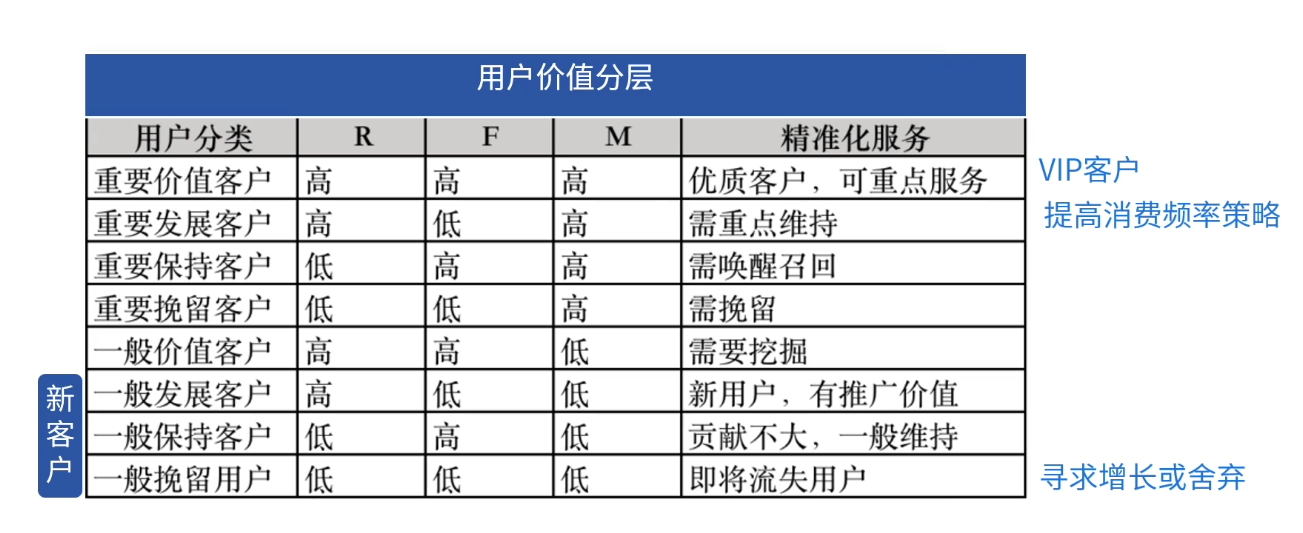 用户价值分层
用户分类 R F M 精准化服务
重要价值客户 高 高 高 优质客户，可重点服务 VIP客户
重要发展客户 高 低 高 需重点维持 提高消费频率策略
重要保持客户 低 高 高 需唤醒召回
重要挽留客户 低 低 高 需挽留
一般价值客户 高 高 低 需要挖掘
新客户
一般发展客户 高 低 低 新用户，有推广价值
一般保持客户 低 高 低 贡献不大，一般维持
一般挽留用户 低 低 低 即将流失用户 寻求增长或舍弃